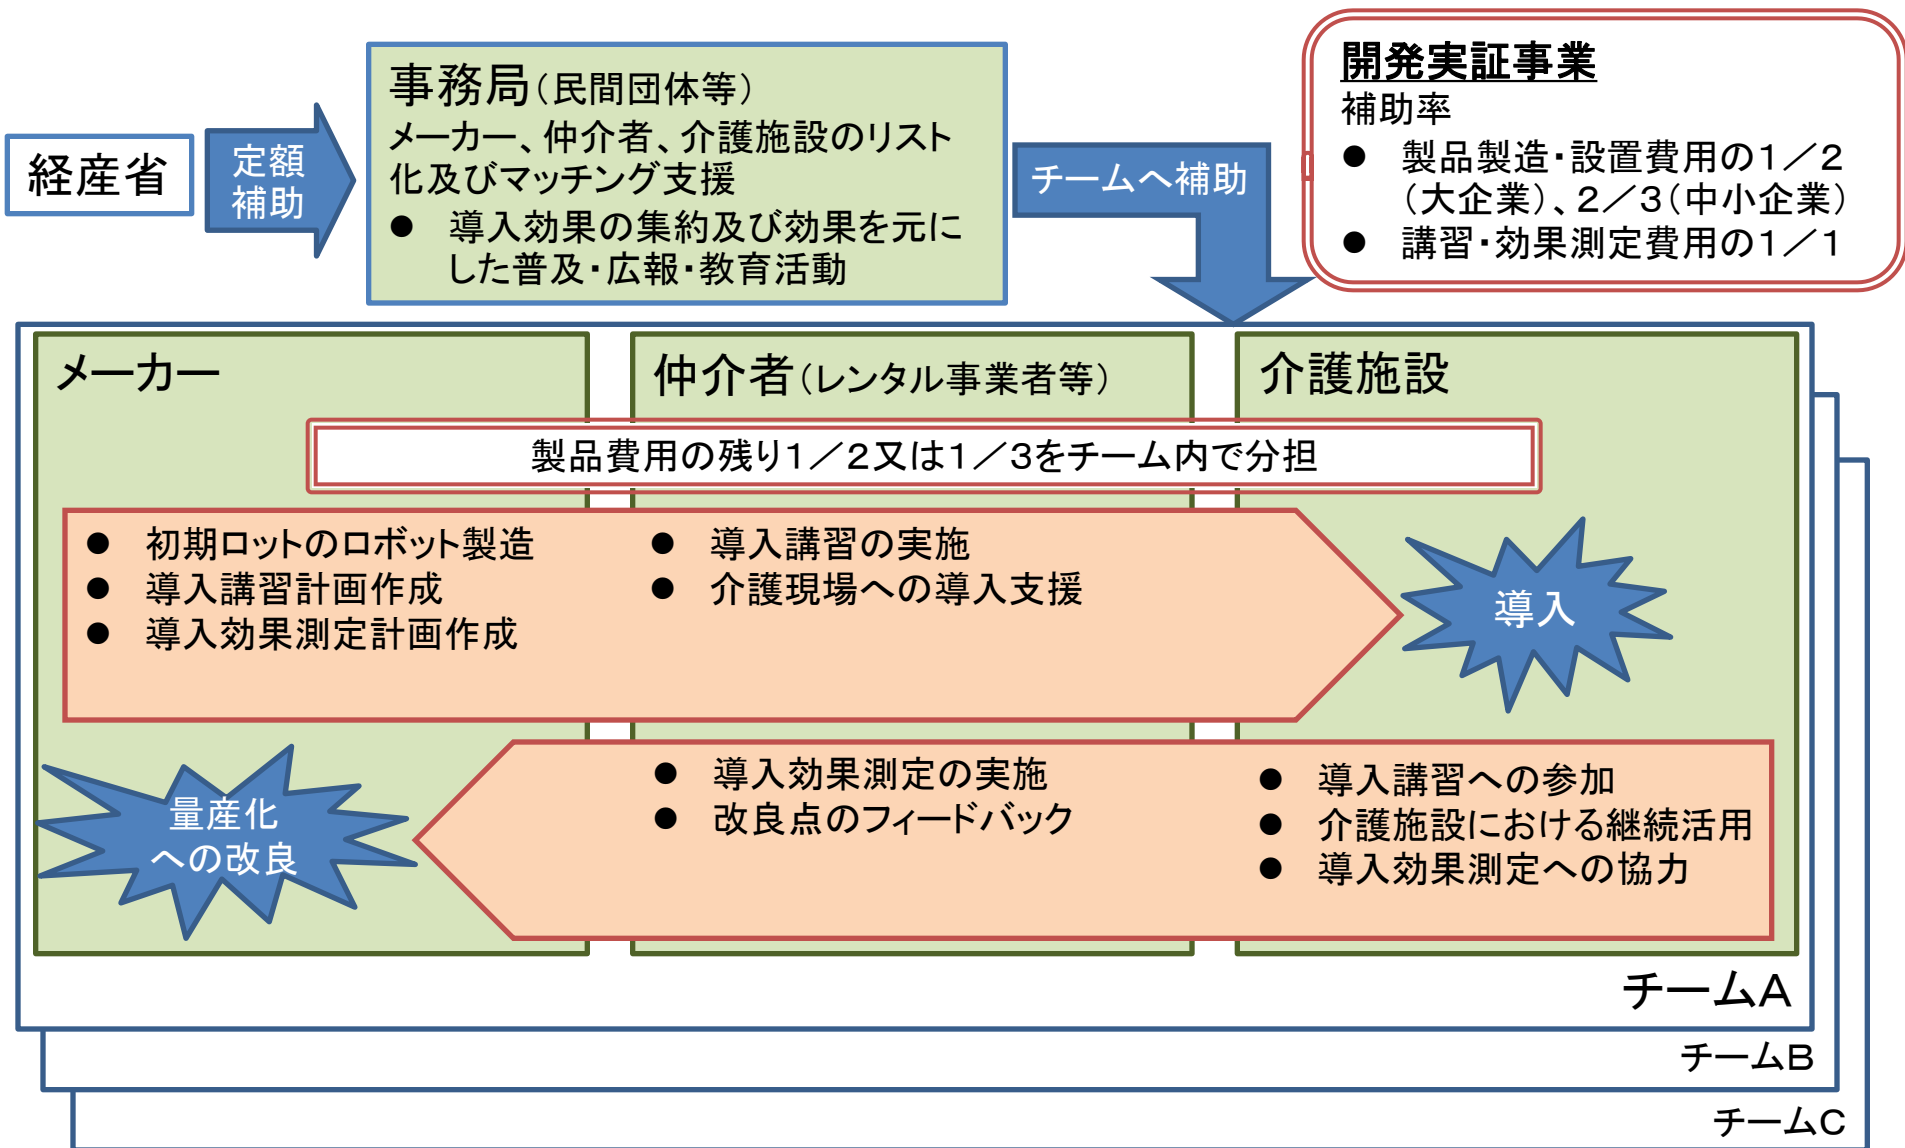 経産省
定額
補助
事務局（民間団体等）
メーカー、仲介者、介護施設のリスト
化及びマッチング支援
● 導入効果の集約及び効果を元に
した普及・広報・教育活動
チームへ補助
開発実証事業
補助率
● 製品製造・設置費用の１／２
（大企業）、２／３（中小企業）
● 講習・効果測定費用の１／１
メーカー
仲介者（レンタル事業者等）
介護施設
製品費用の残り１／２又は１／３をチーム内で分担
● 初期ロットのロボット製造
● 導入講習計画作成
● 導入効果測定計画作成
● 導入講習の実施
● 介護現場への導入支援
導入
量産化
への改良
● 導入効果測定の実施
● 改良点のフィードバック
● 導入講習への参加
● 介護施設における継続活用
● 導入効果測定への協力
チームＡ
チームＢ
チームＣ